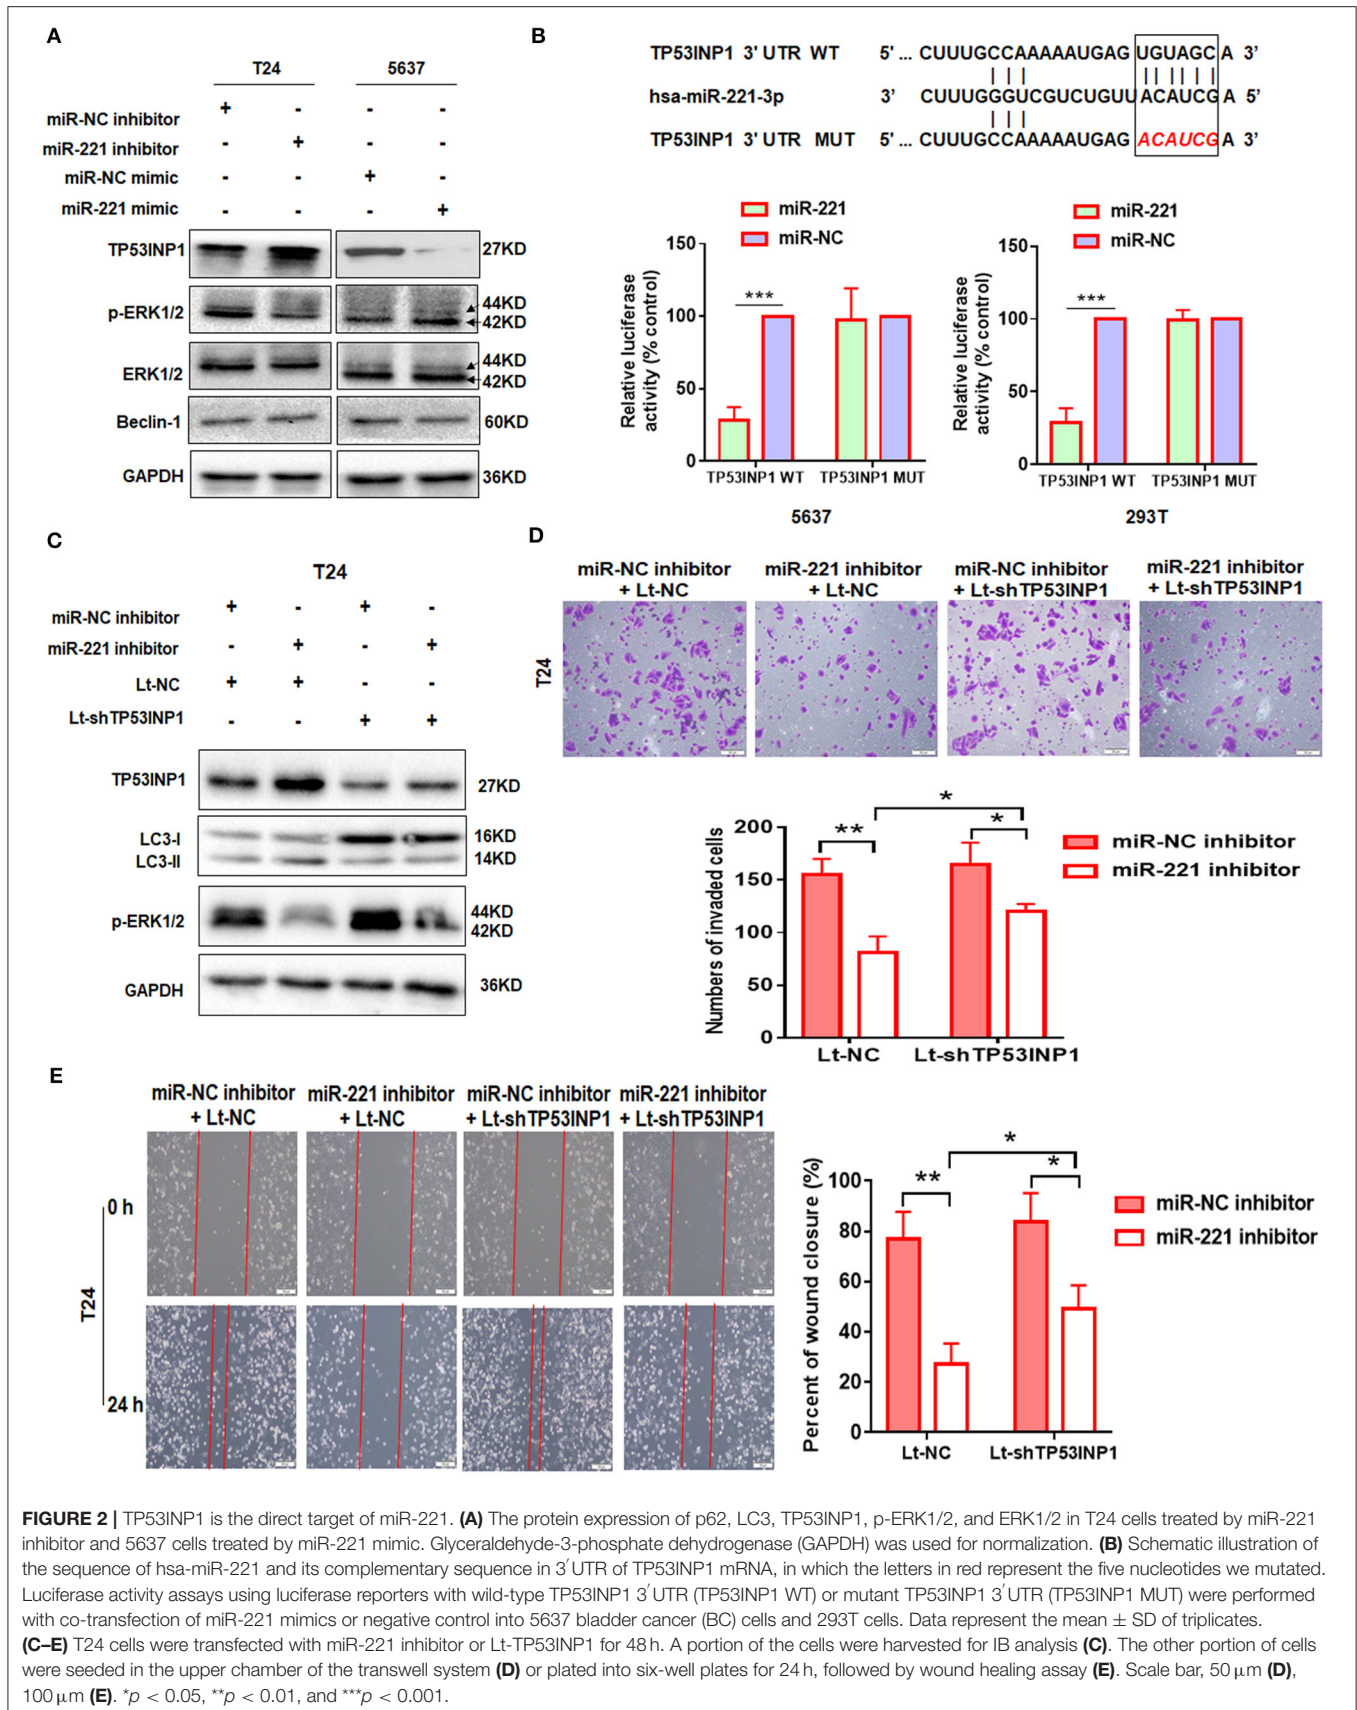 A
T24 5637
miR-NC inhibitor + - - -
miR-221 inhibitor - + - -
miR-NC mimic - - + -
miR-221 mimic - - - +
TP53INP1 27KD
p-ERK1/2 44KD
42KD
ERK1/2 44KD
42KD
Beclin-1 60KD
GAPDH 36KD
B
TP53INP1 3' UTR WT 5' ... CUUUGCCAAAAAUGAG UGUAGC A 3'
hsa-miR-221-3p 3' CUUUGGGUCGUCUGUU ACAUCG A 5'
TP53INP1 3' UTR MUT 5' ... CUUUGCCAAAAAUGAG ACAUCG A 3'
miR-221
miR-NC
Relative luciferase
activity (% control)
150
100
50
0
***
TP53INP1 WT TP53INP1 MUT
5637
miR-221
miR-NC
Relative luciferase
activity (% control)
150
100
50
0
***
TP53INP1 WT TP53INP1 MUT
293T
C
T24
miR-NC inhibitor + - + -
miR-221 inhibitor - + - +
Lt-NC + + - -
Lt-shTP53INP1 - - + +
TP53INP1 27KD
LC3-I 16KD
LC3-II 14KD
p-ERK1/2 44KD
42KD
GAPDH 36KD
D
miR-NC inhibitor
+ Lt-NC
miR-221 inhibitor
+ Lt-NC
miR-NC inhibitor
+ Lt-shTP53INP1
miR-221 inhibitor
+ Lt-shTP53INP1
T24
Numbers of invaded cells
200
150
100
50
0
** * *
miR-NC inhibitor
miR-221 inhibitor
Lt-NC Lt-shTP53INP1
E
miR-NC inhibitor
+ Lt-NC
miR-221 inhibitor
+ Lt-NC
miR-NC inhibitor
+ Lt-shTP53INP1
miR-221 inhibitor
+ Lt-shTP53INP1
0 h
T24
24 h
Percent of wound closure (%)
100
80
60
40
20
0
** * *
miR-NC inhibitor
miR-221 inhibitor
Lt-NC Lt-shTP53INP1
FIGURE 2 | TP53INP1 is the direct target of miR-221. (A) The protein expression of p62, LC3, TP53INP1, p-ERK1/2, and ERK1/2 in T24 cells treated by miR-221
inhibitor and 5637 cells treated by miR-221 mimic. Glyceraldehyde-3-phosphate dehydrogenase (GAPDH) was used for normalization. (B) Schematic illustration of
the sequence of hsa-miR-221 and its complementary sequence in 3′UTR of TP53INP1 mRNA, in which the letters in red represent the five nucleotides we mutated.
Luciferase activity assays using luciferase reporters with wild-type TP53INP1 3′UTR (TP53INP1 WT) or mutant TP53INP1 3′UTR (TP53INP1 MUT) were performed
with co-transfection of miR-221 mimics or negative control into 5637 bladder cancer (BC) cells and 293T cells. Data represent the mean ± SD of triplicates.
(C–E) T24 cells were transfected with miR-221 inhibitor or Lt-TP53INP1 for 48 h. A portion of the cells were harvested for IB analysis (C). The other portion of cells
were seeded in the upper chamber of the transwell system (D) or plated into six-well plates for 24 h, followed by wound healing assay (E). Scale bar, 50 μm (D),
100 μm (E). *p < 0.05, **p < 0.01, and ***p < 0.001.